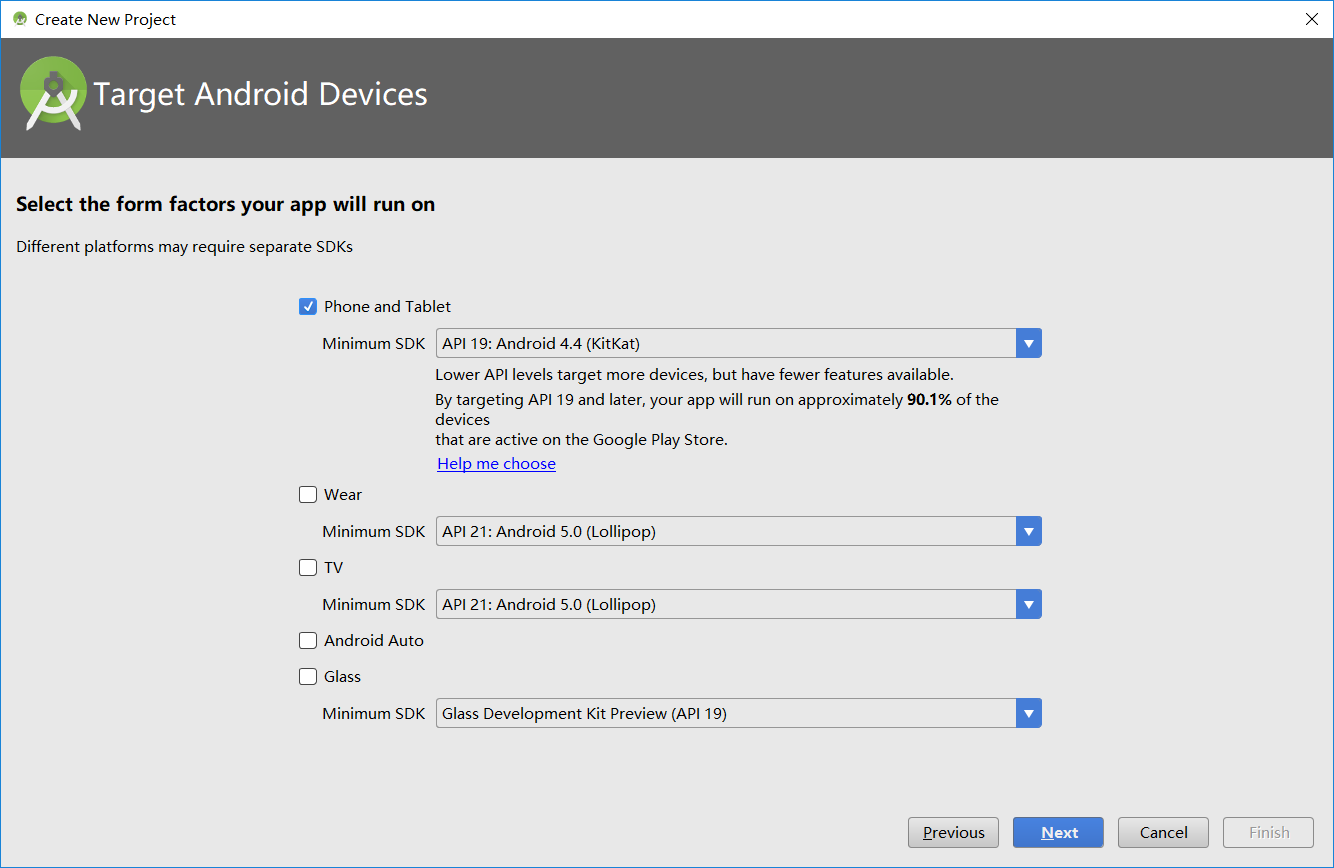 Create New Project
Target Android Devices
Select the form factors your app will run on
Different platforms may require separate SDKs
Phone and Tablet
Minimum SDK API 19: Android 4.4 (KitKat)
Lower API levels target more devices, but have fewer features available.
By targeting API 19 and later, your app will run on approximately 90.1% of the
devices
that are active on the Google Play Store.
Help me choose
Wear
Minimum SDK API 21: Android 5.0 (Lollipop)
TV
Minimum SDK API 21: Android 5.0 (Lollipop)
Android Auto
Glass
Minimum SDK Glass Development Kit Preview (API 19)
Previous Next Cancel Finish